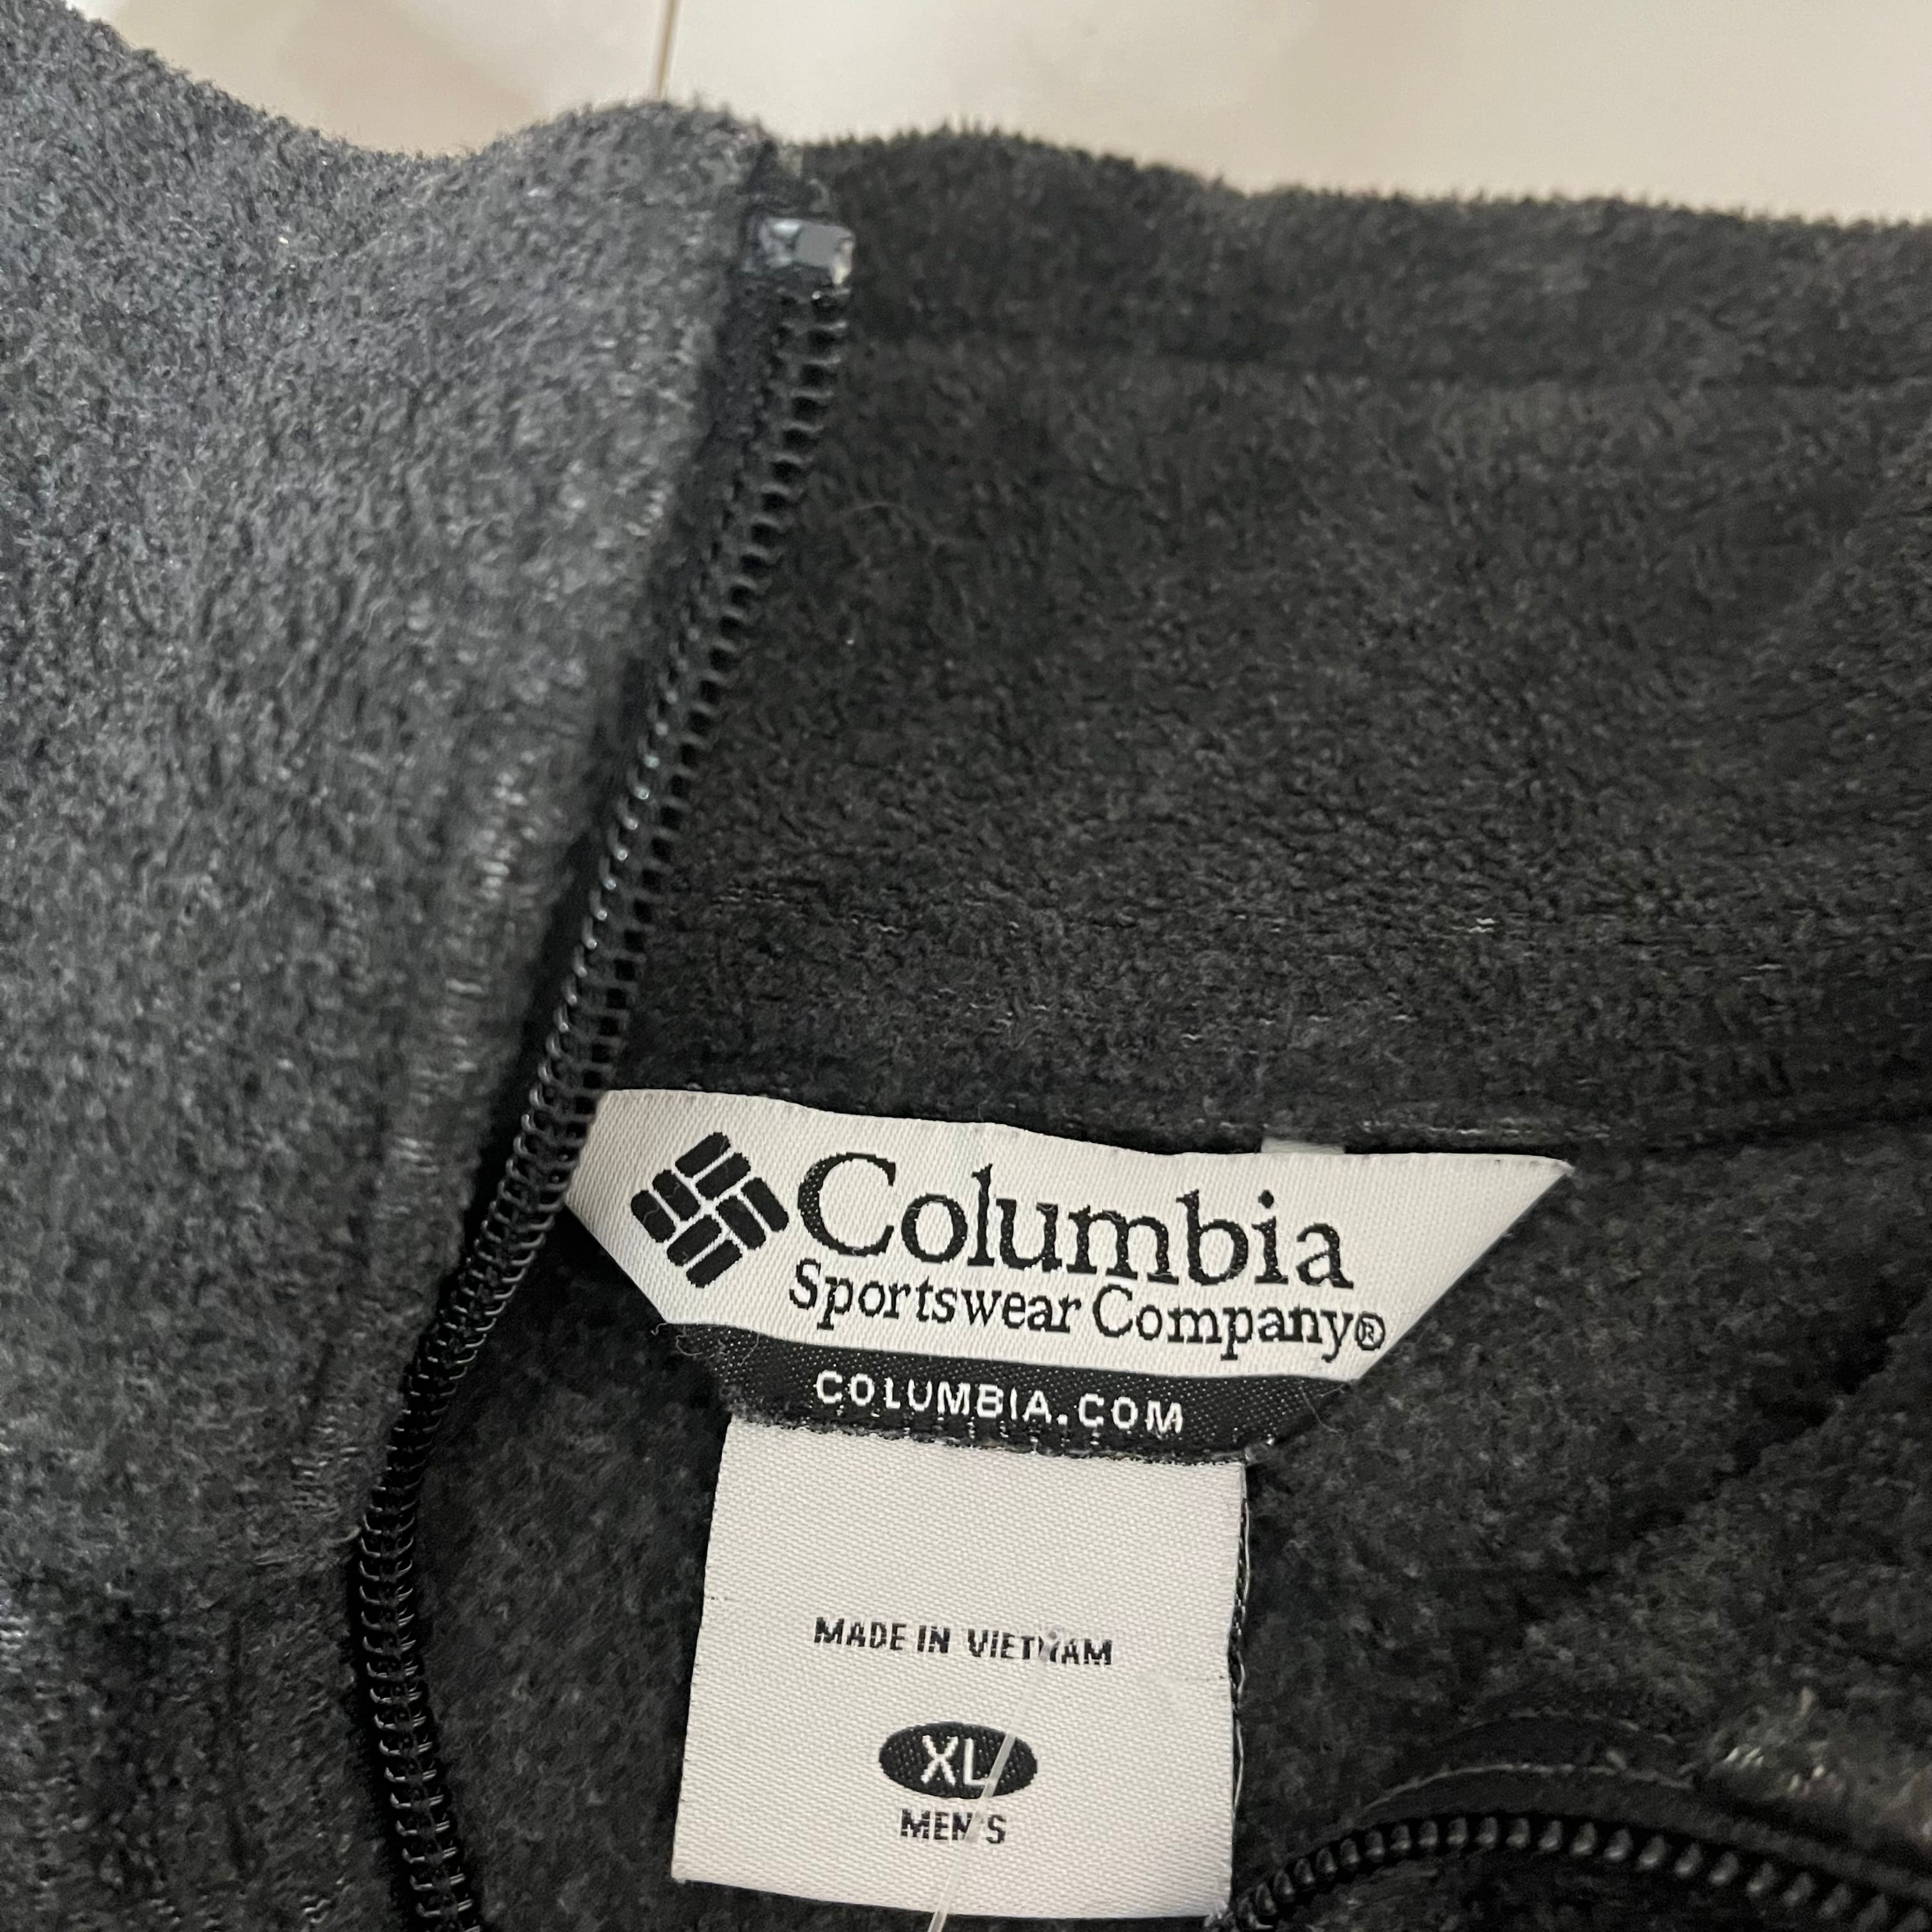 Columbia
Sportswear Company®
COLUMBIA.COM
MADE IN VIETNAM
XL
MEN'S